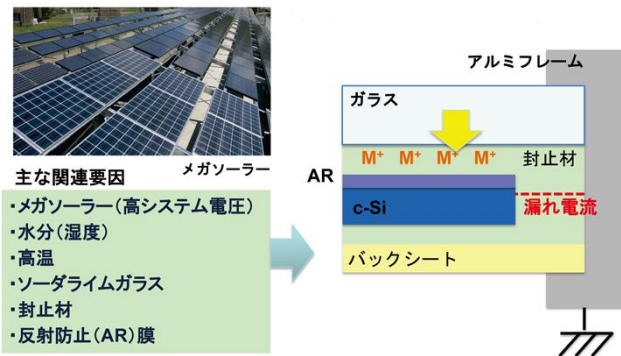 メガソーラー
主な関連要因
・メガソーラー(高システム電圧)
・水分(湿度)
・高温
・ソーダライムガラス
・封止材
・反射防止(AR)膜
アルミフレーム
ガラス
M⁺ M⁺ M⁺ M⁺
封止材
AR
c-Si
漏れ電流
バックシート